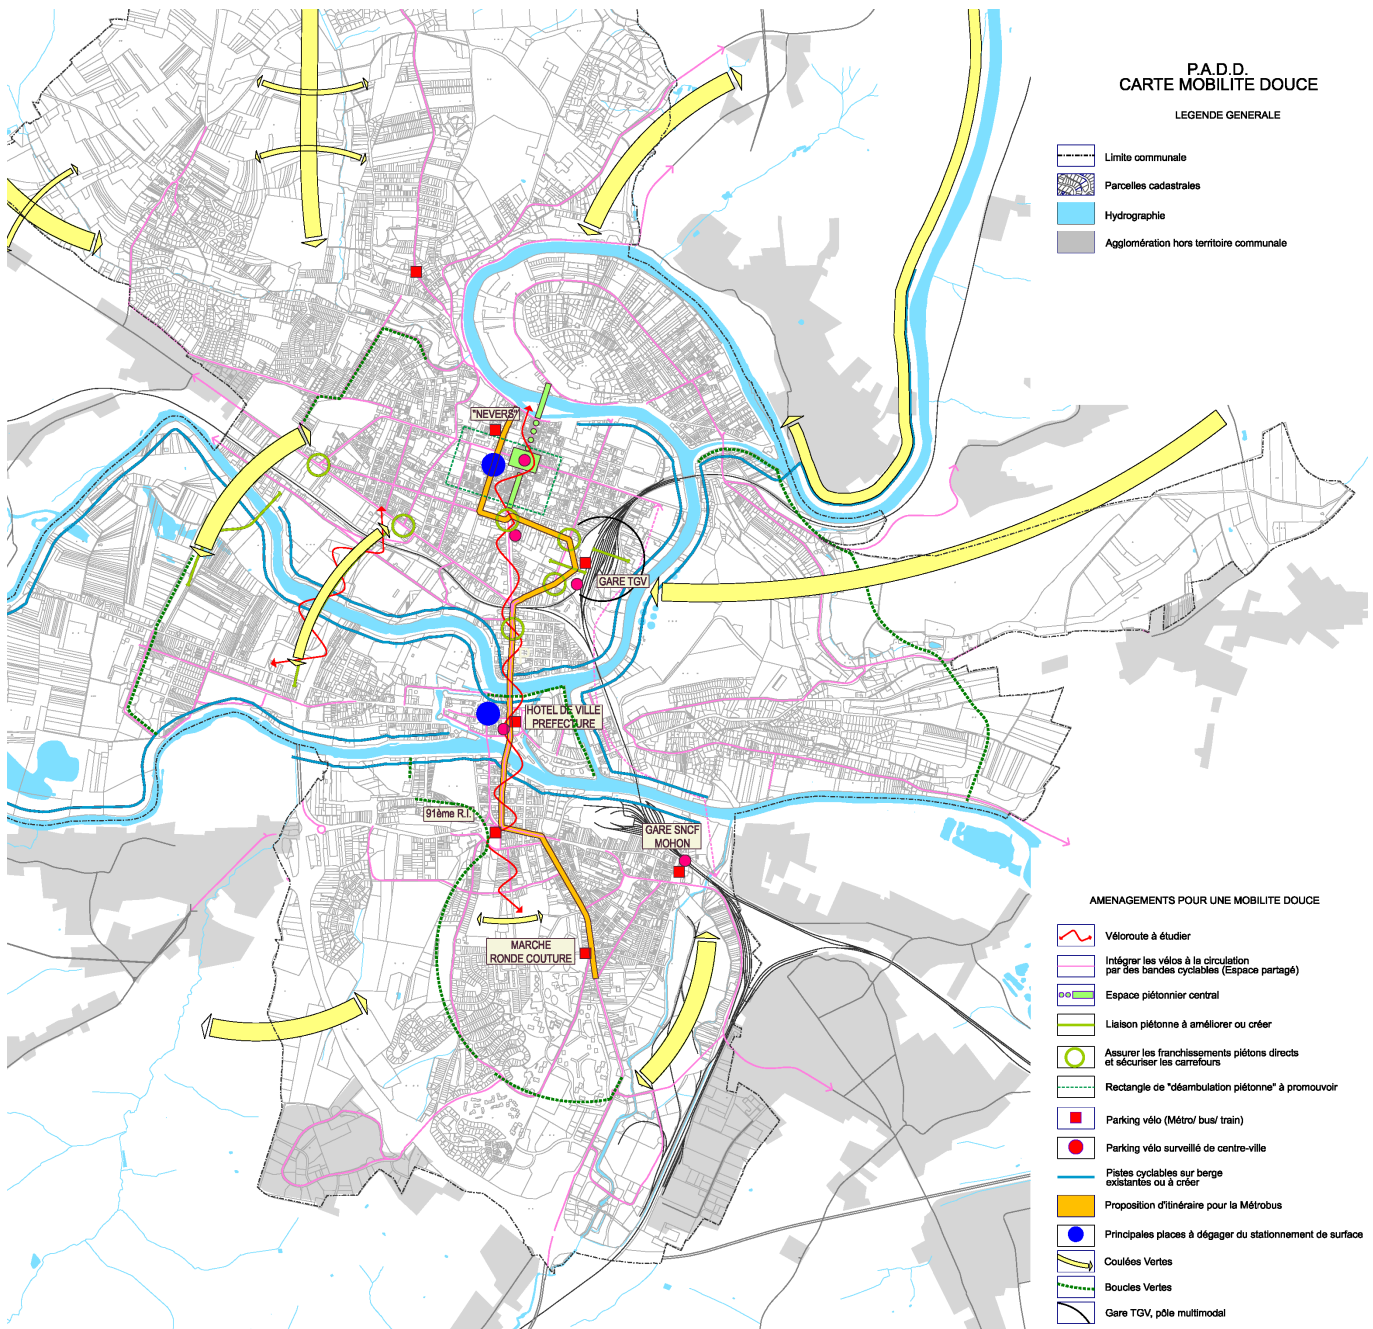 P.A.D.D.
CARTE MOBILITE DOUCE
LEGENDE GENERALE
Limite communale
Parcelles cadastrales
Hydrographie
Agglomération hors territoire communale
"NEVERS"
GARE TGV
HOTEL DE VILLE
PREFECTURE
91ème R.I.
GARE SNCF
MOHON
MARCHE
RONDE COUTURE
AMENAGEMENTS POUR UNE MOBILITE DOUCE
Véloroute à étudier
Intégrer les vélos à la circulation
par des bandes cyclables (Espace partagé)
Espace piétonnier central
Liaison piétonne à améliorer ou créer
Assurer les franchissements piétons directs
et sécuriser les carrefours
Rectangle de "déambulation piétonne" à promouvoir
Parking vélo (Métro/ bus/ train)
Parking vélo surveillé de centre-ville
Pistes cyclables sur berge
existantes ou à créer
Proposition d'itinéraire pour la Métrobus
Principales places à dégager du stationnement de surface
Coulées Vertes
Boucles Vertes
Gare TGV, pôle multimodal